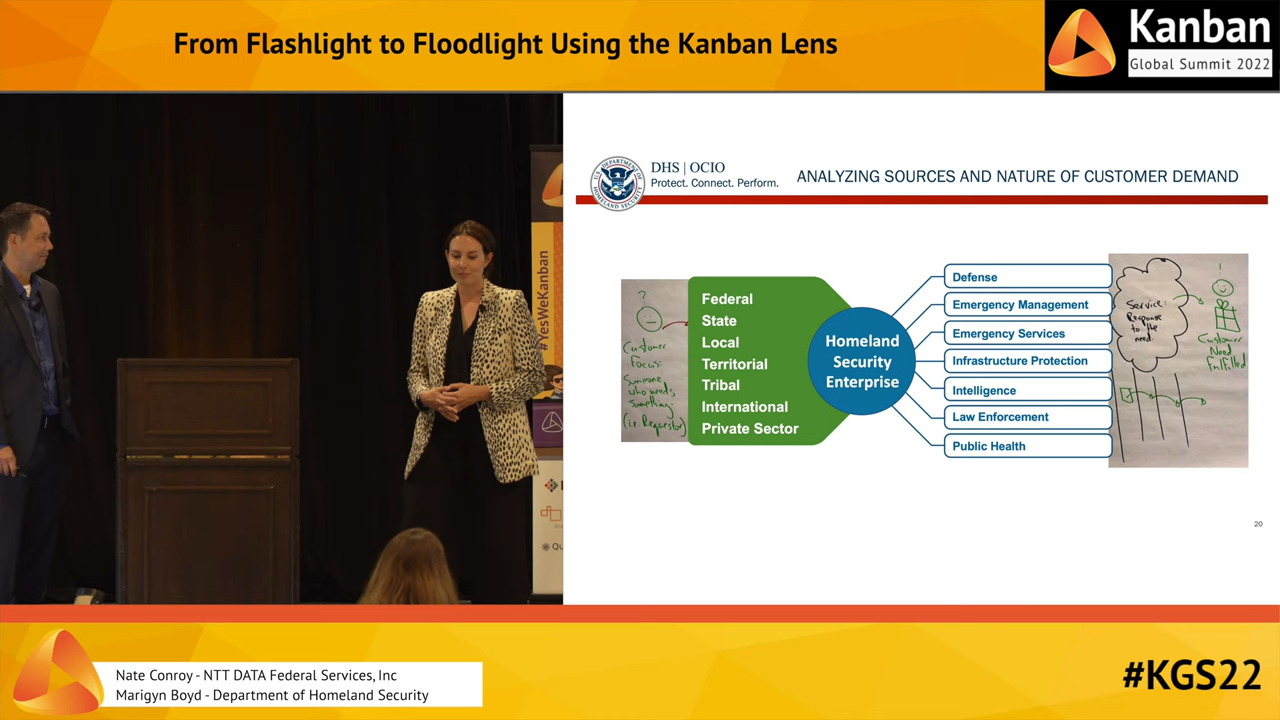 From Flashlight to Floodlight Using the Kanban Lens
Kanban
Global Summit 2022
#YesWeKanban
U.S. DEPARTMENT OF HOMELAND SECURITY
DHS | OCIO
Protect. Connect. Perform.
ANALYZING SOURCES AND NATURE OF CUSTOMER DEMAND
?
Customer
Focus:
Someone
who needs
something
(i.e. Requestor)
Federal
State
Local
Territorial
Tribal
International
Private Sector
Homeland
Security
Enterprise
Defense
Emergency Management
Emergency Services
Infrastructure Protection
Intelligence
Law Enforcement
Public Health
Service:
Response
to the
need.
!
Customer
Need
Fulfilled
20
Nate Conroy - NTT DATA Federal Services, Inc
Marigyn Boyd - Department of Homeland Security
#KGS22